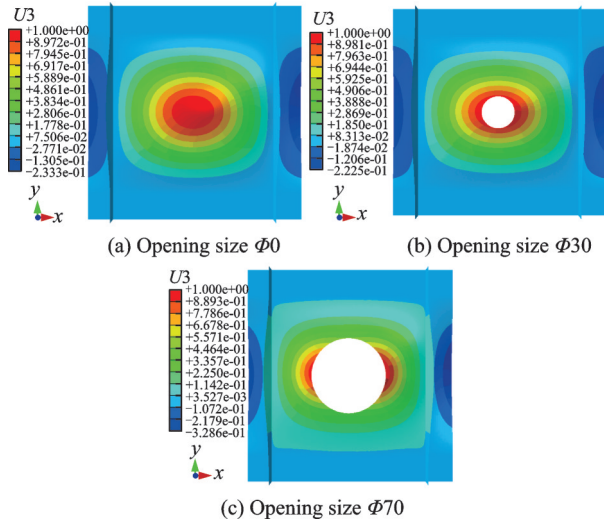 U3
+1.000e+00
+8.972e-01
+7.945e-01
+6.917e-01
+5.889e-01
+4.861e-01
+3.834e-01
+2.806e-01
+1.778e-01
+7.506e-02
−2.771e-02
−1.305e-01
−2.333e-01
y
x
(a) Opening size Φ0
U3
+1.000e+00
+8.981e-01
+7.963e-01
+6.944e-01
+5.925e-01
+4.906e-01
+3.888e-01
+2.869e-01
+1.850e-01
+8.313e-02
−1.874e-02
−1.206e-01
−2.225e-01
y
x
(b) Opening size Φ30
U3
+1.000e+00
+8.893e-01
+7.786e-01
+6.678e-01
+5.571e-01
+4.464e-01
+3.357e-01
+2.250e-01
+1.142e-01
+3.527e-03
−1.072e-01
−2.179e-01
−3.286e-01
y
x
(c) Opening size Φ70